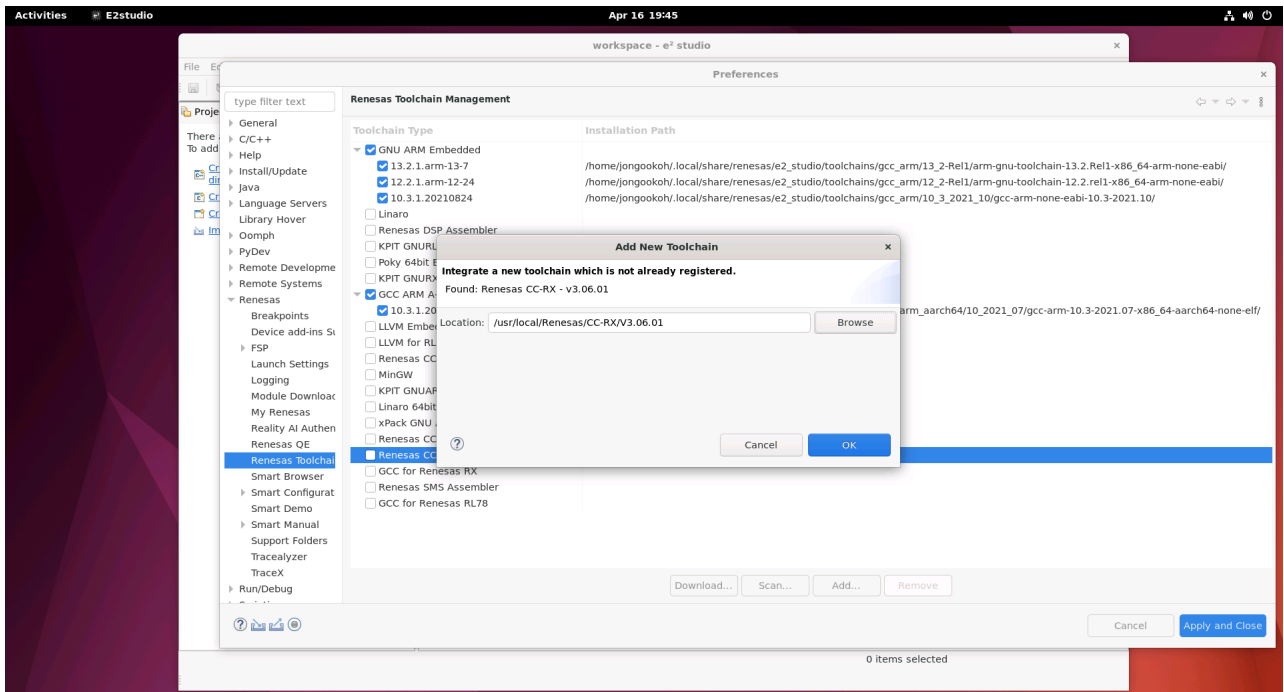 Activities E2studio Apr 16 19:45
workspace - e² studio ×
File
Preferences ×
type filter text
Renesas Toolchain Management
Proje
There
To add
Cr
Cr
Cr
Im
General
C/C++
Help
Install/Update
Java
Language Servers
Library Hover
Oomph
PyDev
Remote Developme
Remote Systems
Renesas
Breakpoints
Device add-ins Su
FSP
Launch Settings
Logging
Module Downloac
My Renesas
Reality AI Authen
Renesas QE
Renesas Toolchai
Smart Browser
Smart Configurat
Smart Demo
Smart Manual
Support Folders
Tracealyzer
TraceX
Run/Debug
Toolchain Type Installation Path
GNU ARM Embedded
13.2.1.arm-13-7 /home/jongookoh/.local/share/renesas/e2_studio/toolchains/gcc_arm/13_2-Rel1/arm-gnu-toolchain-13.2.Rel1-x86_64-arm-none-eabi/
12.2.1.arm-12-24 /home/jongookoh/.local/share/renesas/e2_studio/toolchains/gcc_arm/12_2-Rel1/arm-gnu-toolchain-12.2.rel1-x86_64-arm-none-eabi/
10.3.1.20210824 /home/jongookoh/.local/share/renesas/e2_studio/toolchains/gcc_arm/10_3_2021_10/gcc-arm-none-eabi-10.3-2021.10/
Linaro
Renesas DSP Assembler
KPIT GNURL
Poky 64bit
KPIT GNURX
GCC ARM A
10.3.1.20 arm_aarch64/10_2021_07/gcc-arm-10.3-2021.07-x86_64-aarch64-none-elf/
LLVM Embe
LLVM for RL
Renesas CC
MinGW
KPIT GNUAR
Linaro 64bit
xPack GNU
Renesas CC
Renesas CC
GCC for Renesas RX
Renesas SMS Assembler
GCC for Renesas RL78
Add New Toolchain ×
Integrate a new toolchain which is not already registered.
Found: Renesas CC-RX - v3.06.01
Location: /usr/local/Renesas/CC-RX/V3.06.01 Browse
? Cancel OK
Download... Scan... Add... Remove
? Cancel Apply and Close
0 items selected